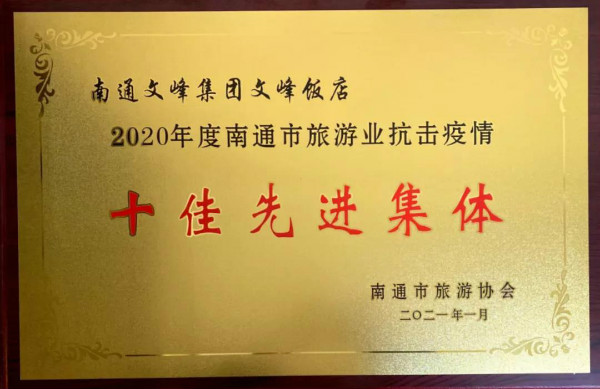 南通文峰集团文峰饭店
2020年度南通市旅游业抗击疫情
十佳先进集体
南通市旅游协会
二〇二一年一月